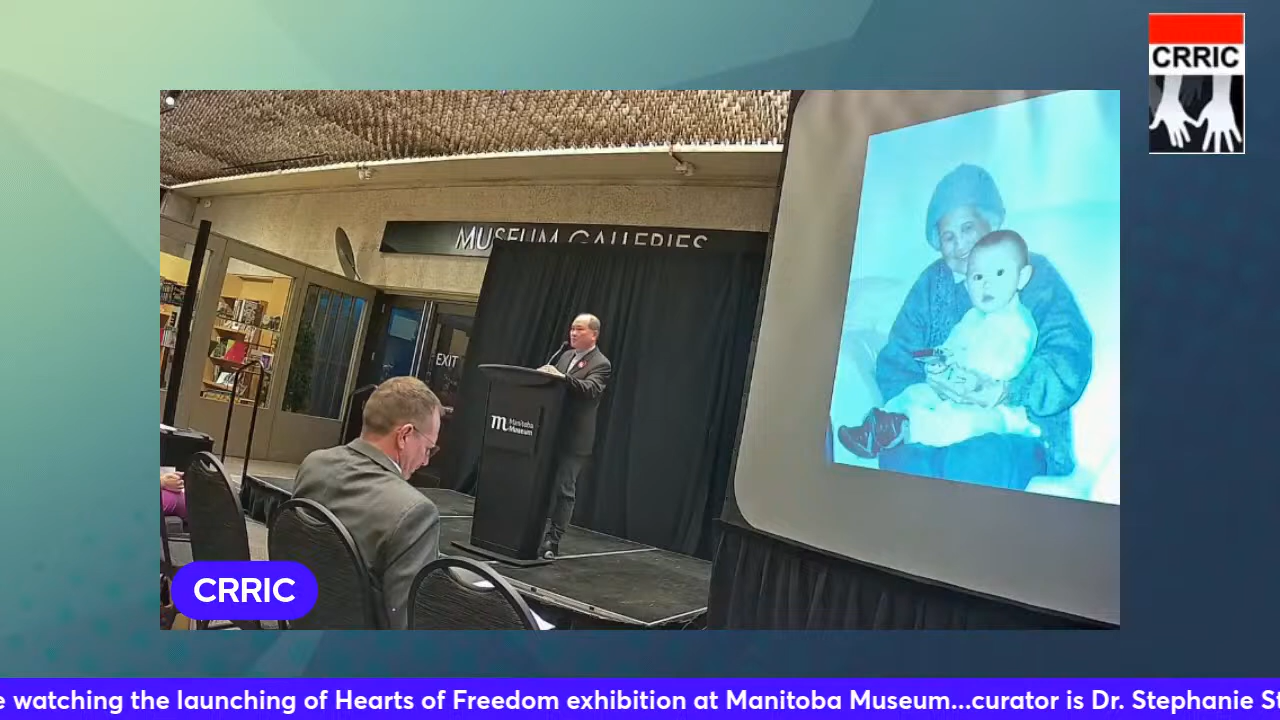 CRRIC
MUSEUM GALLERIES
EXIT
m Manitoba Museum
CRRIC
watching the launching of Hearts of Freedom exhibition at Manitoba Museum...curator is Dr. Stephanie